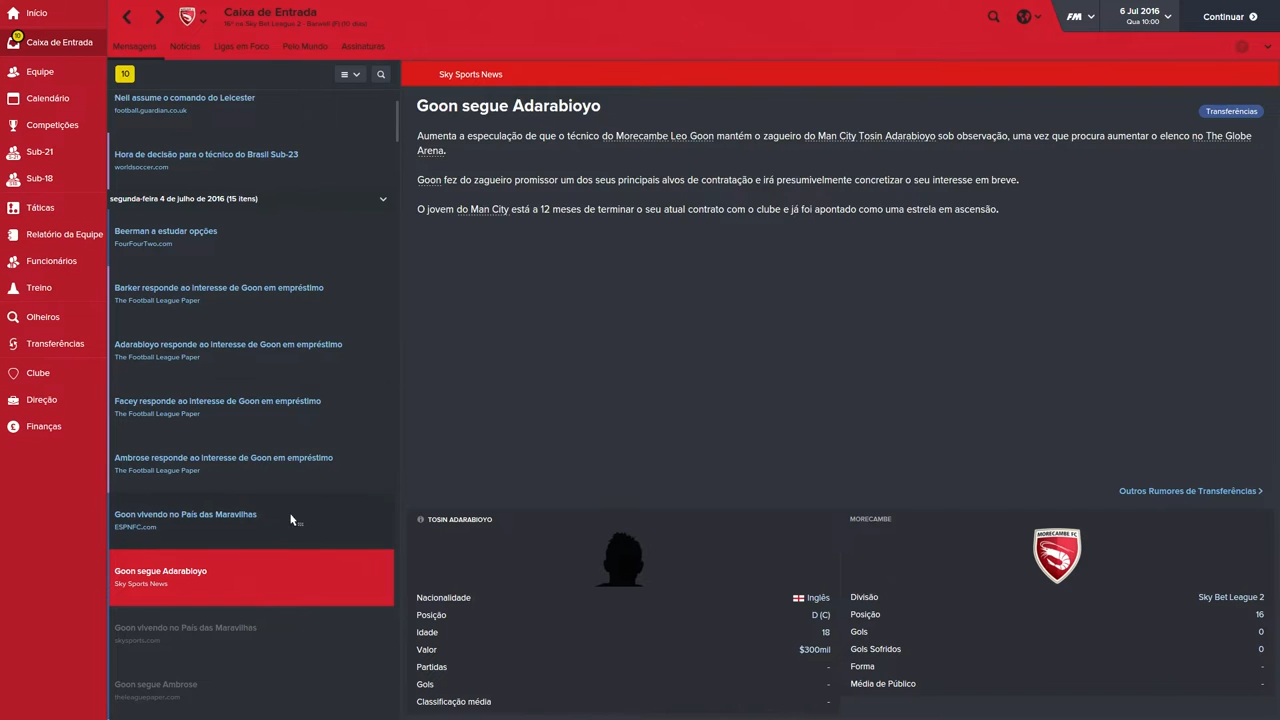 Início
10
Caixa de Entrada
Equipe
Calendário
Competições
Sub-21
Sub-18
Táticas
Relatório da Equipe
Funcionários
Treino
Olheiros
Transferências
Clube
Direção
Finanças
Caixa de Entrada
16º na Sky Bet League 2 - Barwell (F) (10 dias)
FM
6 Jul 2016
Qua 10:00
Continuar
Mensagens
Notícias
Ligas em Foco
Pelo Mundo
Assinaturas
10
Neil assume o comando do Leicester
football.guardian.co.uk
Hora de decisão para o técnico do Brasil Sub-23
worldsoccer.com
segunda-feira 4 de julho de 2016 (15 itens)
Beerman a estudar opções
FourFourTwo.com
Barker responde ao interesse de Goon em empréstimo
The Football League Paper
Adarabioyo responde ao interesse de Goon em empréstimo
The Football League Paper
Facey responde ao interesse de Goon em empréstimo
The Football League Paper
Ambrose responde ao interesse de Goon em empréstimo
The Football League Paper
Goon vivendo no País das Maravilhas
ESPNFC.com
Goon segue Adarabioyo
Sky Sports News
Goon vivendo no País das Maravilhas
skysports.com
Goon segue Ambrose
theleaguepaper.com
Sky Sports News
Goon segue Adarabioyo
Transferências
Aumenta a especulação de que o técnico do Morecambe Leo Goon mantém o zagueiro do Man City Tosin Adarabioyo sob observação, uma vez que procura aumentar o elenco no The Globe
Arena.
Goon fez do zagueiro promissor um dos seus principais alvos de contratação e irá presumivelmente concretizar o seu interesse em breve.
O jovem do Man City está a 12 meses de terminar o seu atual contrato com o clube e já foi apontado como uma estrela em ascensão.
Outros Rumores de Transferências
TOSIN ADARABIOYO
Nacionalidade Inglês
Posição D (C)
Idade 18
Valor $300mil
Partidas -
Gols -
Classificação média -
MORECAMBE
MORECAMBE FC
Divisão Sky Bet League 2
Posição 16
Gols 0
Gols Sofridos 0
Forma -
Média de Público -